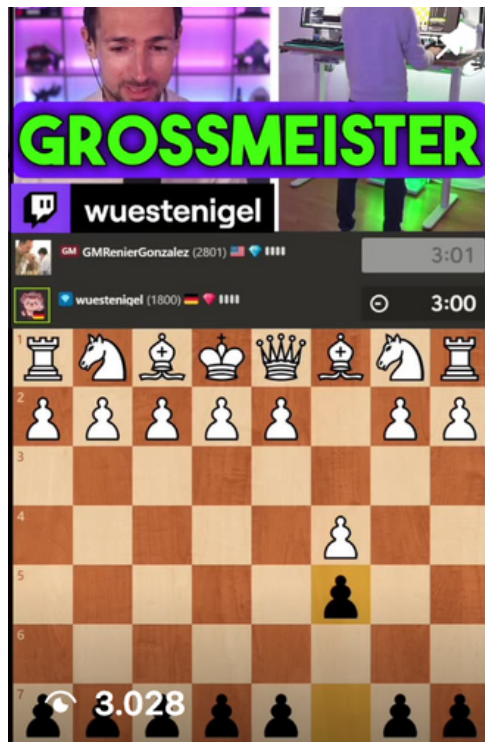 GROSSMEISTER
wuestenigel
GM GMRenierGonzalez (2801)
3:01
wuestenigel (1800)
3:00
1
2
3
4
5
6
7
3.028